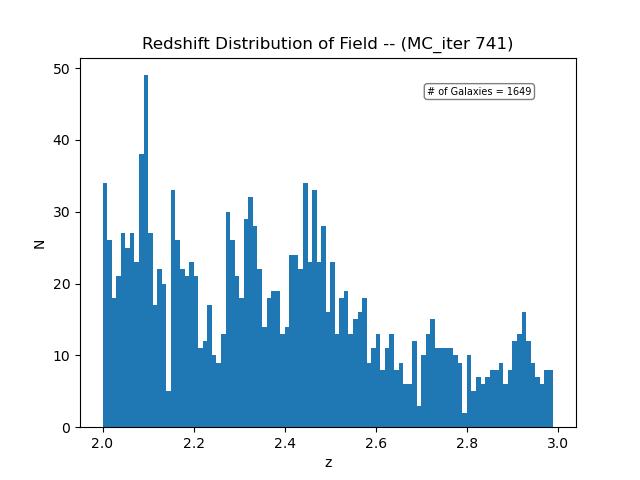 Redshift Distribution of Field -- (MC_iter 741)
# of Galaxies = 1649
N
50
40
30
20
10
0
2.0 2.2 2.4 2.6 2.8 3.0
z